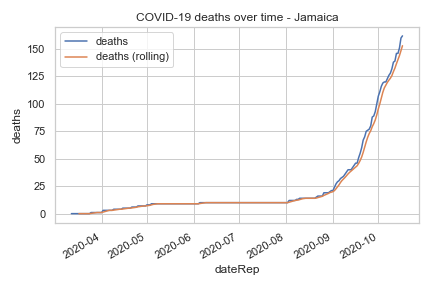 COVID-19 deaths over time - Jamaica
deaths
deaths (rolling)
150
125
100
75
50
25
0
deaths
2020-04
2020-05
2020-06
2020-07
2020-08
2020-09
2020-10
dateRep